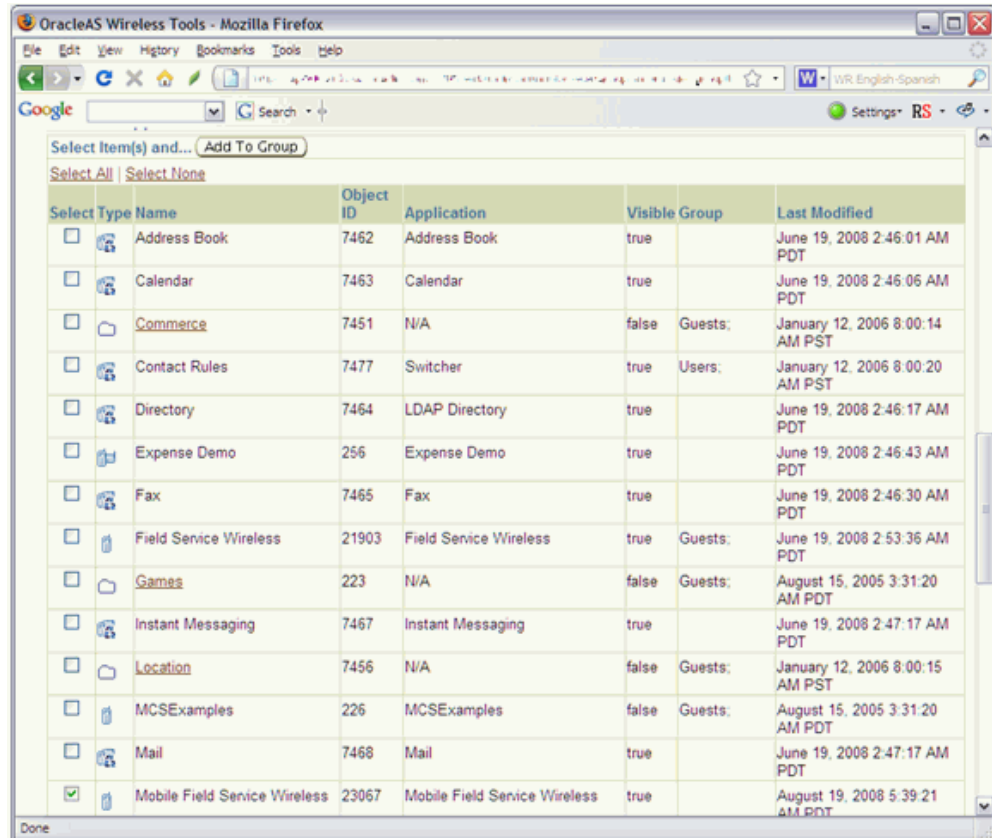 OracleAS Wireless Tools - Mozilla Firefox
File Edit View History Bookmarks Tools Help
W WR English-Spanish
Google G Search Settings RS
Select Item(s) and... Add To Group
Select All | Select None
Select Type Name Object ID Application Visible Group Last Modified
Address Book 7462 Address Book true June 19, 2008 2:46:01 AM PDT
Calendar 7463 Calendar true June 19, 2008 2:46:06 AM PDT
Commerce 7451 N/A false Guests; January 12, 2006 8:00:14 AM PST
Contact Rules 7477 Switcher true Users; January 12, 2006 8:00:20 AM PST
Directory 7464 LDAP Directory true June 19, 2008 2:46:17 AM PDT
Expense Demo 256 Expense Demo true June 19, 2008 2:46:43 AM PDT
Fax 7465 Fax true June 19, 2008 2:46:30 AM PDT
Field Service Wireless 21903 Field Service Wireless true Guests; June 19, 2008 2:53:36 AM PDT
Games 223 N/A false Guests; August 15, 2005 3:31:20 AM PDT
Instant Messaging 7467 Instant Messaging true June 19, 2008 2:47:17 AM PDT
Location 7456 N/A false Guests; January 12, 2006 8:00:15 AM PST
MCSExamples 226 MCSExamples false Guests; August 15, 2005 3:31:20 AM PDT
Mail 7468 Mail true June 19, 2008 2:47:17 AM PDT
Mobile Field Service Wireless 23067 Mobile Field Service Wireless true August 19, 2008 5:39:21 AM PDT
Done